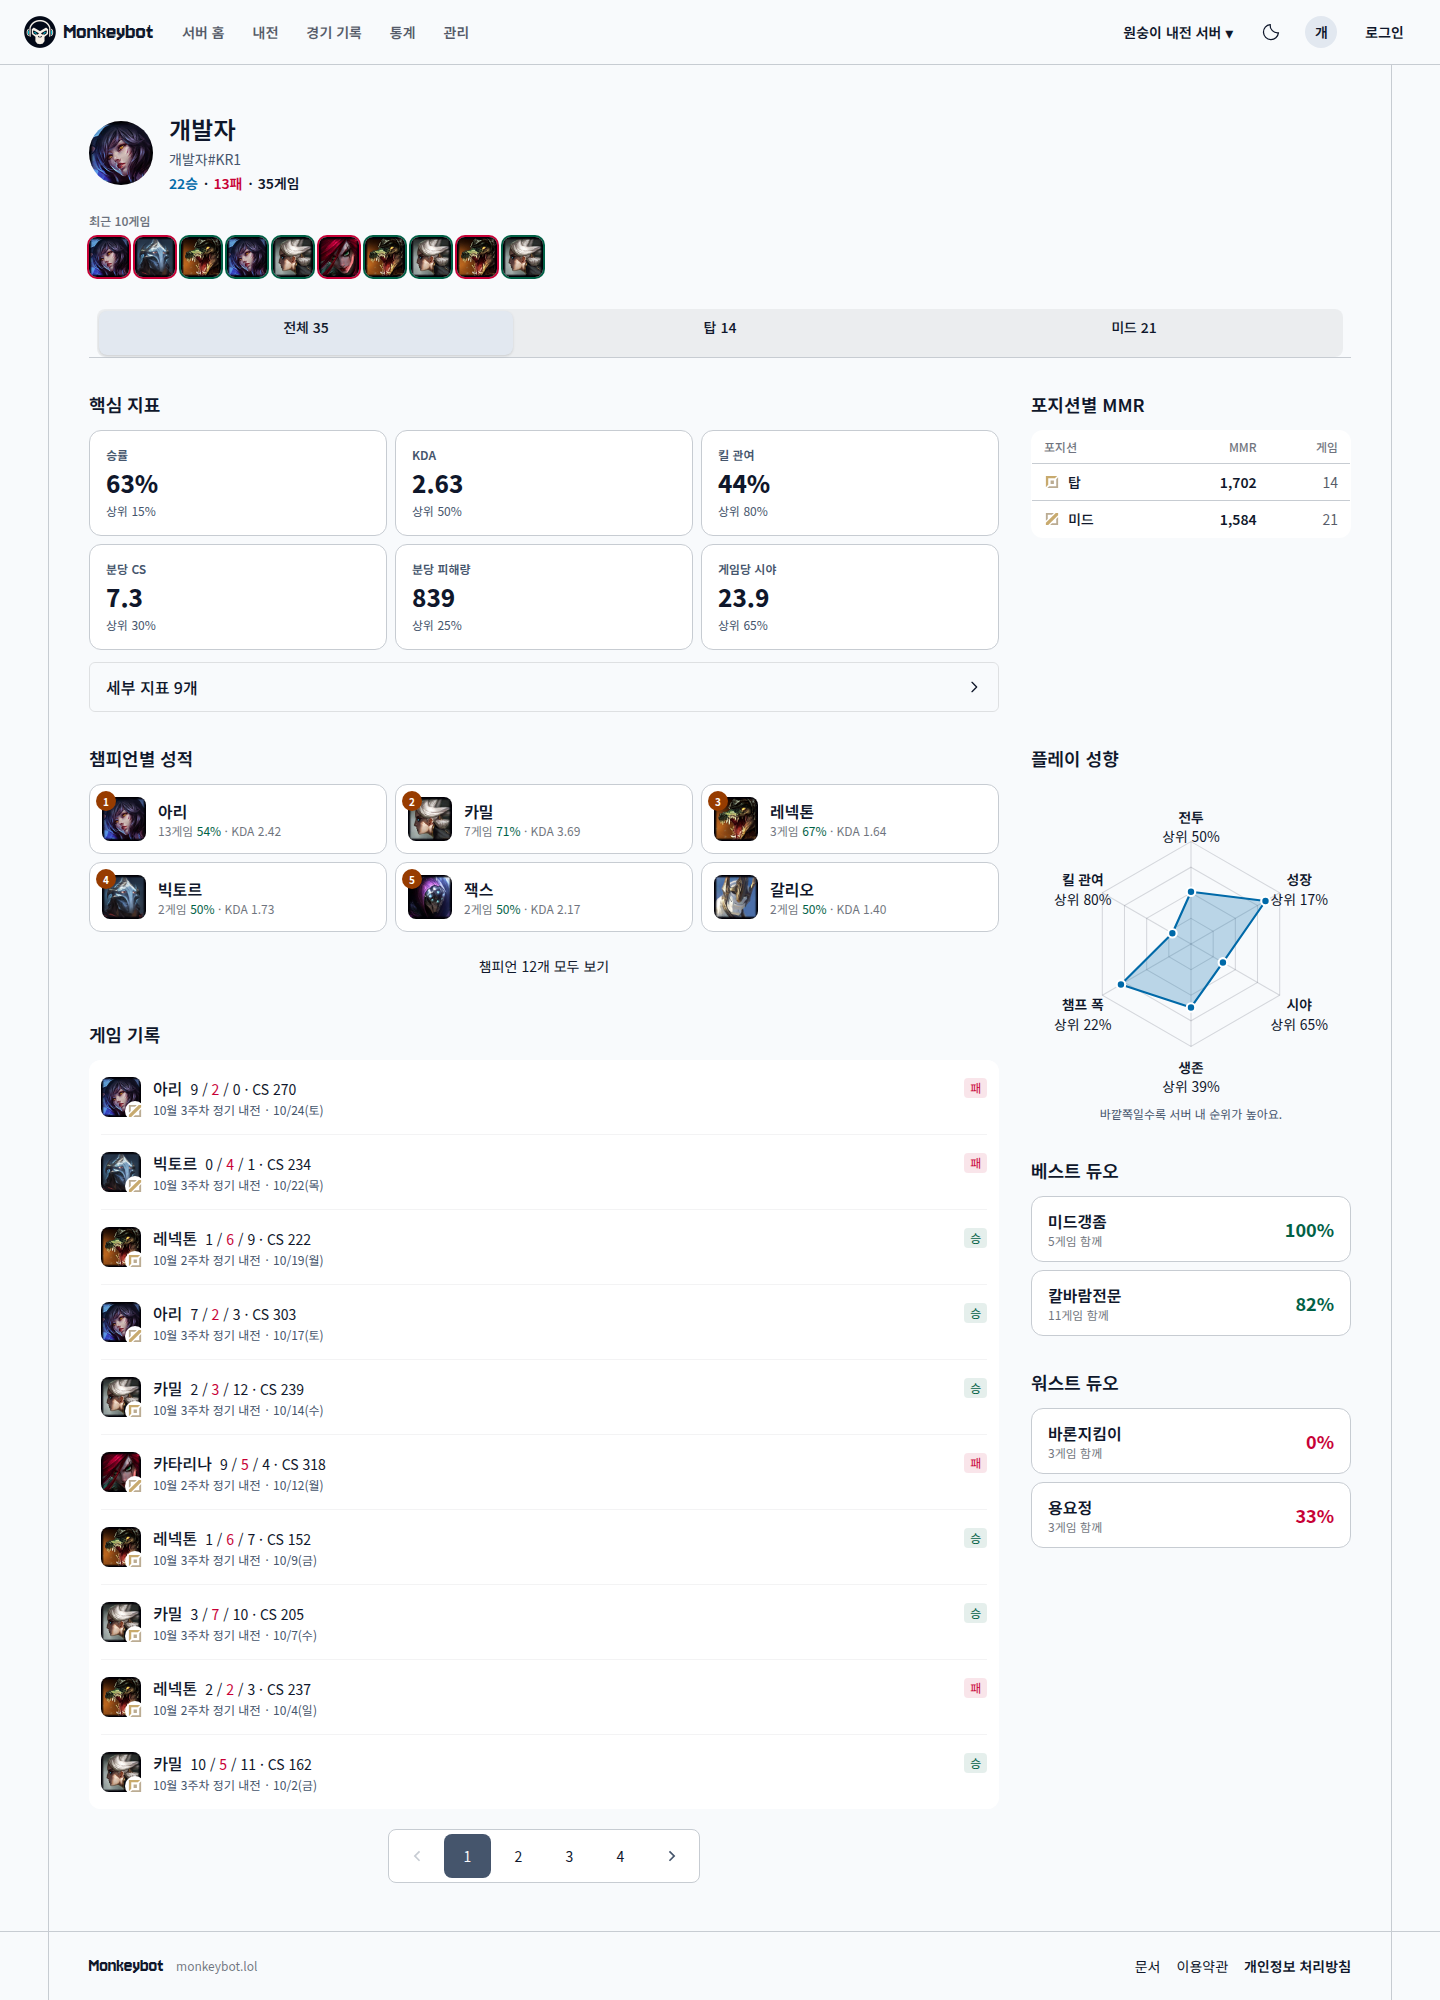 Monkeybot 서버 홈 내전 경기 기록 통계 관리 원숭이 내전 서버 ▾ 개 로그인
개발자
개발자#KR1
22승 · 13패 · 35게임
최근 10게임
전체 35 탑 14 미드 21
핵심 지표
승률
63%
상위 15%
KDA
2.63
상위 50%
킬 관여
44%
상위 80%
분당 CS
7.3
상위 30%
분당 피해량
839
상위 25%
게임당 시야
23.9
상위 65%
세부 지표 9개
포지션별 MMR
포지션 MMR 게임
탑 1,702 14
미드 1,584 21
챔피언별 성적
1
아리
13게임 54% · KDA 2.42
2
카밀
7게임 71% · KDA 3.69
3
레넥톤
3게임 67% · KDA 1.64
4
빅토르
2게임 50% · KDA 1.73
5
잭스
2게임 50% · KDA 2.17
갈리오
2게임 50% · KDA 1.40
챔피언 12개 모두 보기
플레이 성향
전투
상위 50%
킬 관여
상위 80%
성장
상위 17%
챔프 폭
상위 22%
시야
상위 65%
생존
상위 39%
바깥쪽일수록 서버 내 순위가 높아요.
게임 기록
아리 9 / 2 / 0 · CS 270 패
10월 3주차 정기 내전 · 10/24(토)
빅토르 0 / 4 / 1 · CS 234 패
10월 3주차 정기 내전 · 10/22(목)
레넥톤 1 / 6 / 9 · CS 222 승
10월 2주차 정기 내전 · 10/19(월)
아리 7 / 2 / 3 · CS 303 승
10월 3주차 정기 내전 · 10/17(토)
카밀 2 / 3 / 12 · CS 239 승
10월 3주차 정기 내전 · 10/14(수)
카타리나 9 / 5 / 4 · CS 318 패
10월 2주차 정기 내전 · 10/12(월)
레넥톤 1 / 6 / 7 · CS 152 승
10월 3주차 정기 내전 · 10/9(금)
카밀 3 / 7 / 10 · CS 205 승
10월 3주차 정기 내전 · 10/7(수)
레넥톤 2 / 2 / 3 · CS 237 패
10월 2주차 정기 내전 · 10/4(일)
카밀 10 / 5 / 11 · CS 162 승
10월 3주차 정기 내전 · 10/2(금)
1 2 3 4
베스트 듀오
미드갱좀 100%
5게임 함께
칼바람전문 82%
11게임 함께
워스트 듀오
바론지킴이 0%
3게임 함께
용요정 33%
3게임 함께
Monkeybot monkeybot.lol 문서 이용약관 개인정보 처리방침